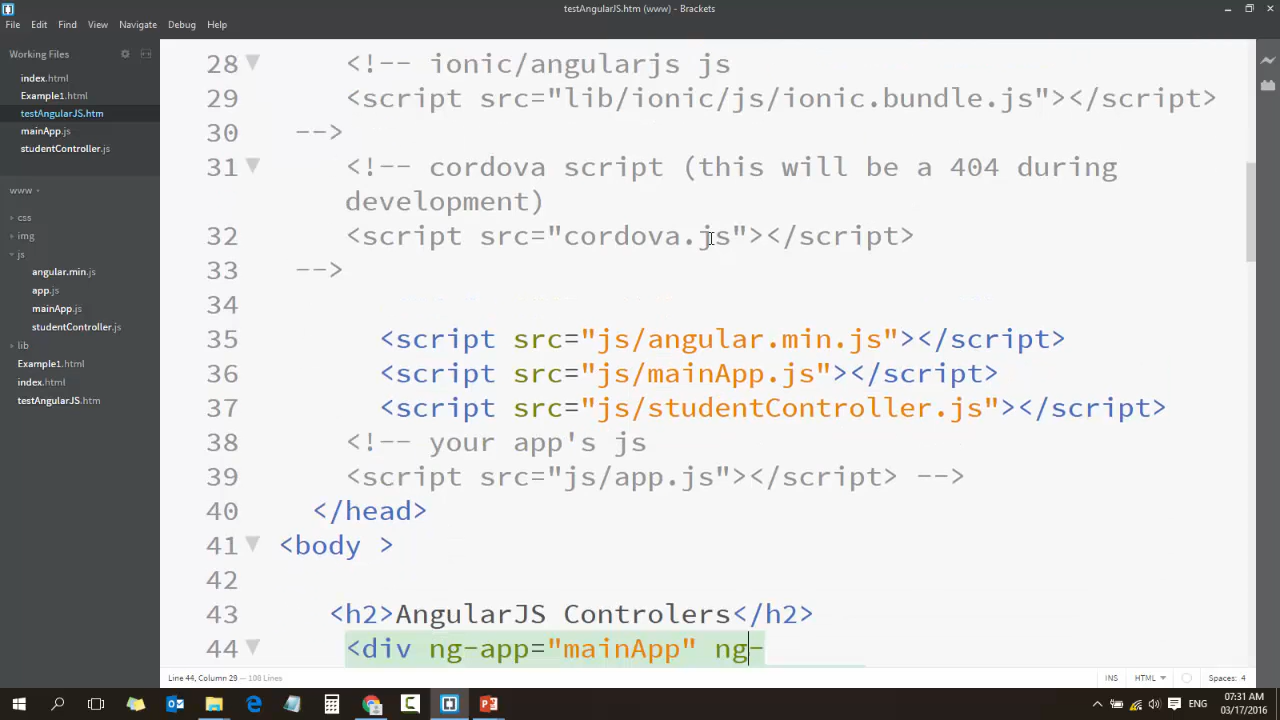 testAngularJS.htm (www) - Brackets
File Edit Find View Navigate Debug Help
Working Files
index.html
Example1.html
testAngularJS.htm
mainApp.js
studentController.js
www
css
img
js
angular.min.js
app.js
mainApp.js
studentController.js
lib
Example1.html
index.html
testAngularJS.htm
28 <!-- ionic/angularjs js
29 <script src="lib/ionic/js/ionic.bundle.js"></script>
30 -->
31 <!-- cordova script (this will be a 404 during
development)
32 <script src="cordova.js"></script>
33 -->
34
35 <script src="js/angular.min.js"></script>
36 <script src="js/mainApp.js"></script>
37 <script src="js/studentController.js"></script>
38 <!-- your app's js
39 <script src="js/app.js"></script> -->
40 </head>
41 <body >
42
43 <h2>AngularJS Controlers</h2>
44 <div ng-app="mainApp" ng-
Line 44, Column 29 — 108 Lines
INS HTML Spaces: 4
ENG
07:31 AM
03/17/2016